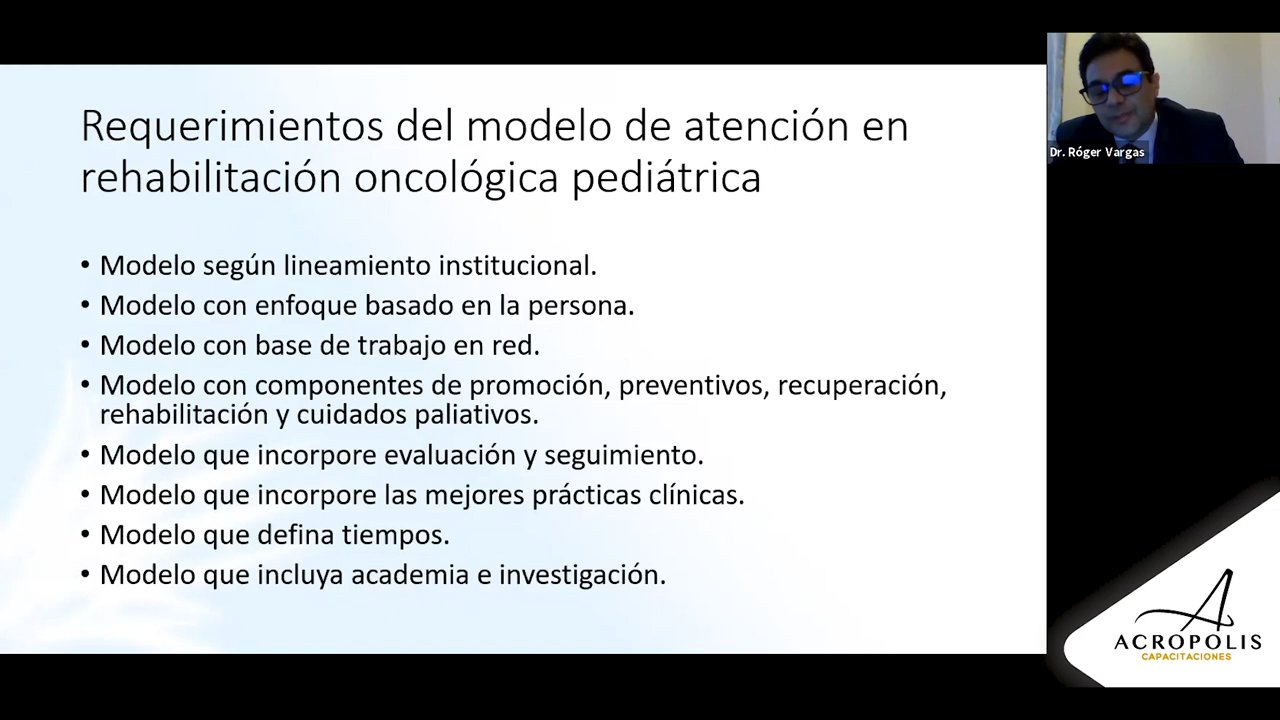 Requerimientos del modelo de atención en
rehabilitación oncológica pediátrica
• Modelo según lineamiento institucional.
• Modelo con enfoque basado en la persona.
• Modelo con base de trabajo en red.
• Modelo con componentes de promoción, preventivos, recuperación,
rehabilitación y cuidados paliativos.
• Modelo que incorpore evaluación y seguimiento.
• Modelo que incorpore las mejores prácticas clínicas.
• Modelo que defina tiempos.
• Modelo que incluya academia e investigación.
Dr. Róger Vargas
ACROPOLIS
CAPACITACIONES